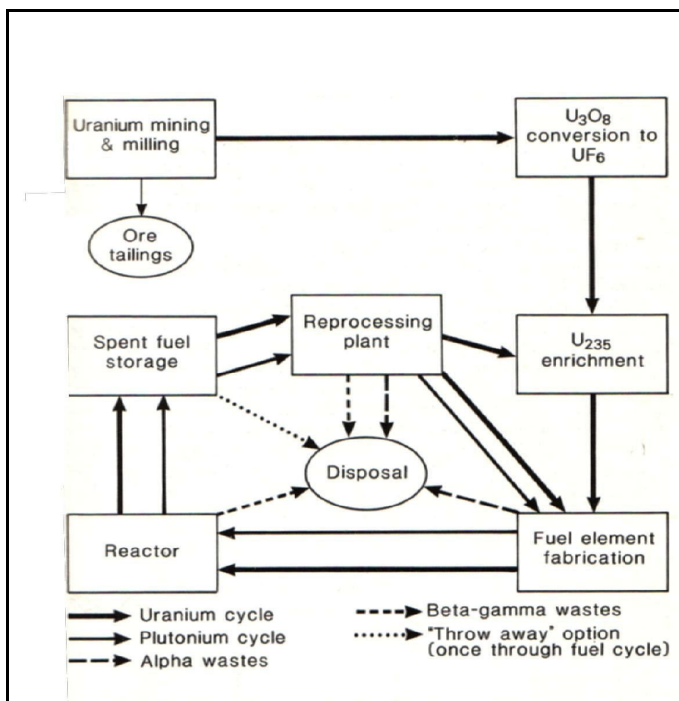 Uranium mining
& milling
U3O8
conversion to
UF6
Ore
tailings
Spent fuel
storage
Reprocessing
plant
U235
enrichment
Disposal
Reactor
Fuel element
fabrication
Uranium cycle
Plutonium cycle
Alpha wastes
Beta-gamma wastes
"Throw away" option
(once through fuel cycle)